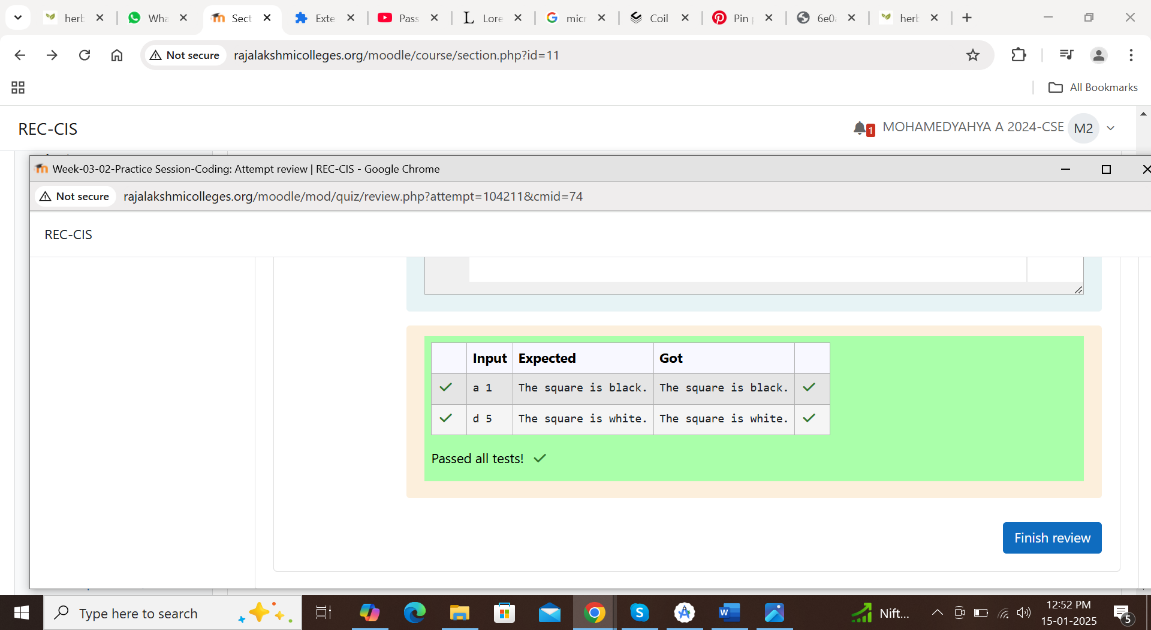 herb
Wha
Sect
Exte
Pass
Lore
micr
Coil
Pin
6e0
herb
Not secure
rajalakshmicolleges.org/moodle/course/section.php?id=11
All Bookmarks
REC-CIS
1
MOHAMEDYAHYA A 2024-CSE
M2
Week-03-02-Practice Session-Coding: Attempt review | REC-CIS - Google Chrome
Not secure
rajalakshmicolleges.org/moodle/mod/quiz/review.php?attempt=104211&cmid=74
REC-CIS
Input Expected Got
a 1 The square is black. The square is black.
d 5 The square is white. The square is white.
Passed all tests!
Finish review
Type here to search
Nift...
12:52 PM
15-01-2025
5